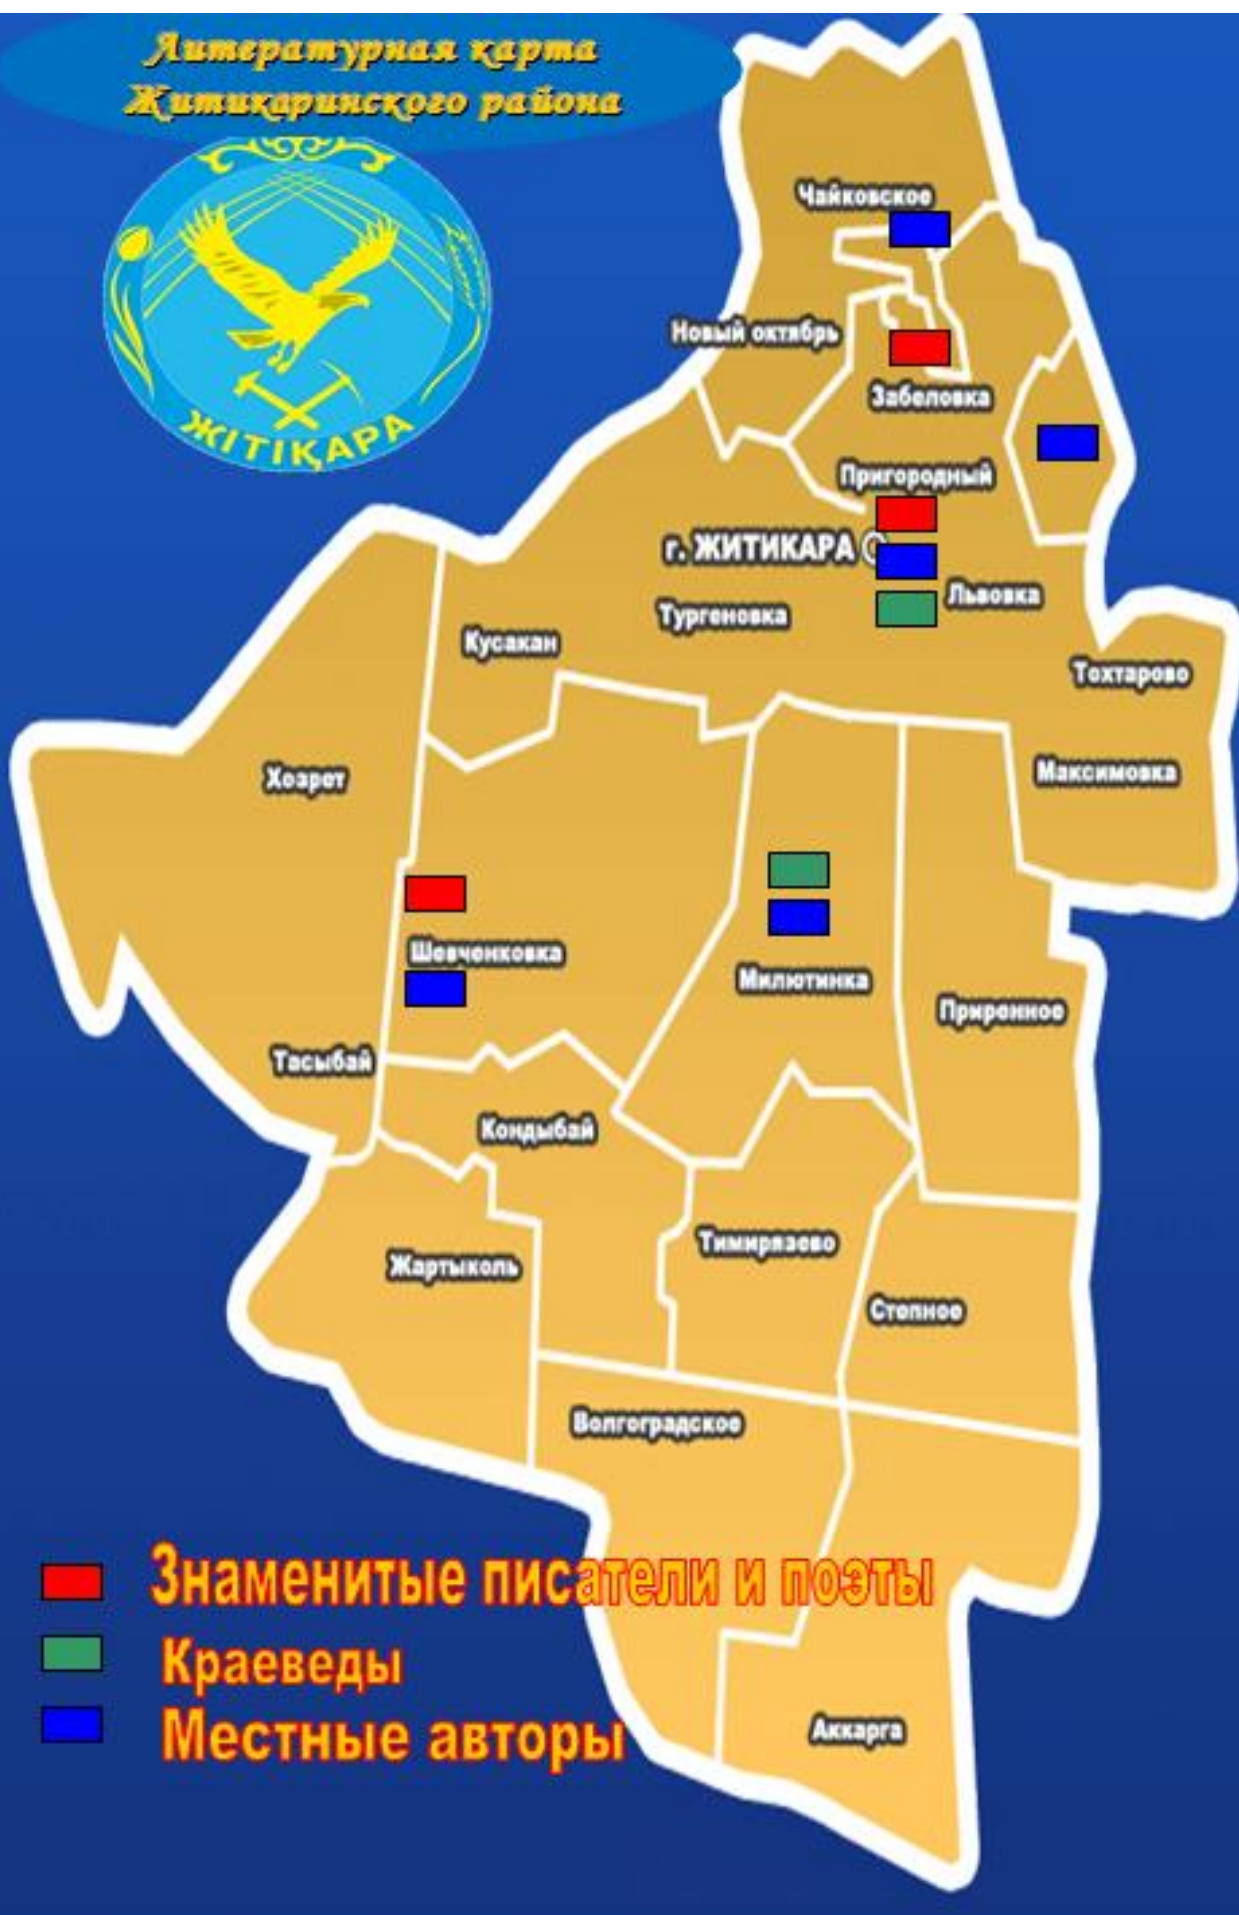 Литературная карта
Житикаринского района
ЖІТІҚАРА
Чайковское
Новый октябрь
Забеловка
Пригородный
г. ЖИТИКАРА
Львовка
Тургеновка
Кусакан
Тохтарово
Максимовка
Хозрет
Шевченковка
Милютинка
Приречное
Тасыбай
Кондыбай
Тимирязево
Жартыколь
Степное
Волгоградское
Знаменитые писатели и поэты
Краеведы
Местные авторы
Аккарга